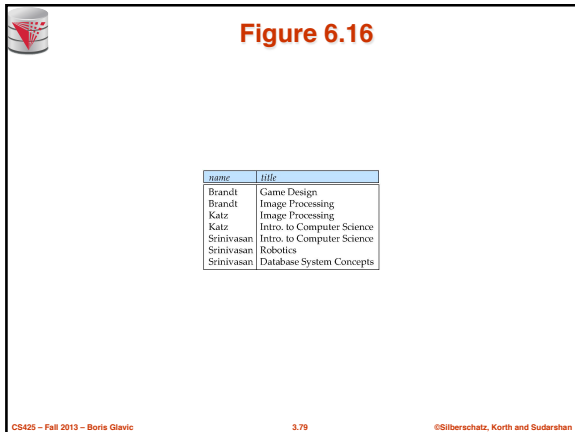 Figure 6.16
name title
Brandt Game Design
Brandt Image Processing
Katz Image Processing
Katz Intro. to Computer Science
Srinivasan Intro. to Computer Science
Srinivasan Robotics
Srinivasan Database System Concepts
CS425 – Fall 2013 – Boris Glavic 3.79 ©Silberschatz, Korth and Sudarshan